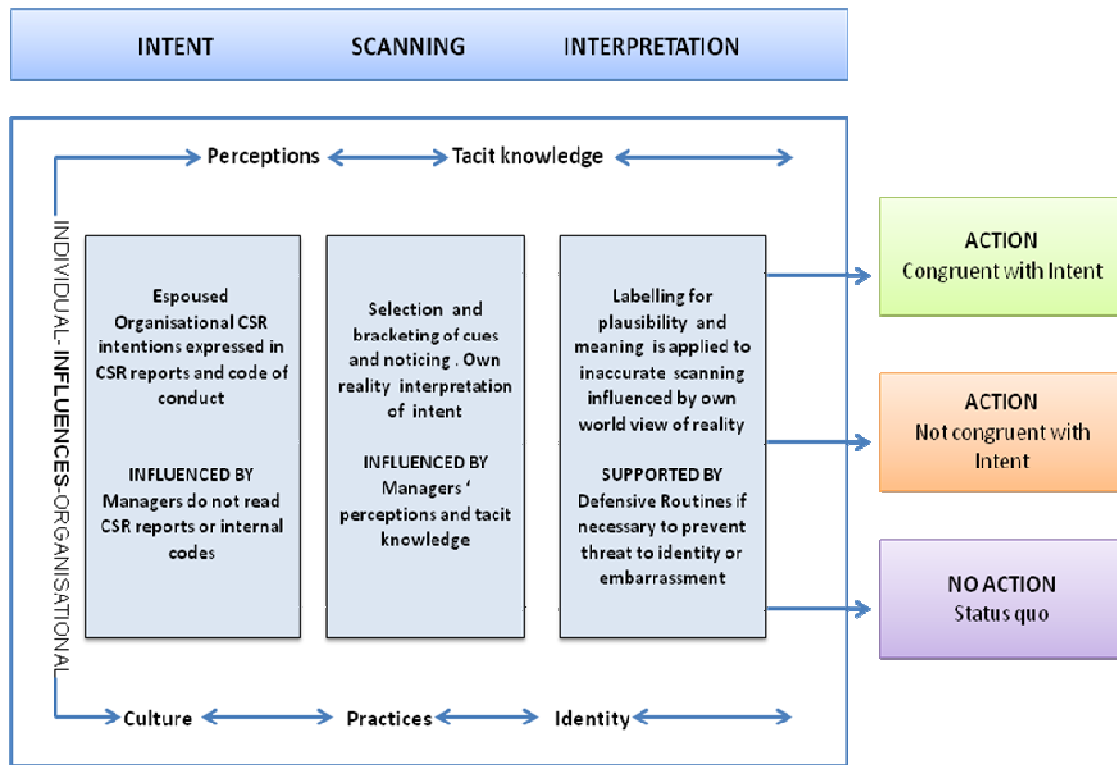 INTENT SCANNING INTERPRETATION
Perceptions Tacit knowledge
INDIVIDUAL- INFLUENCES-ORGANISATIONAL
Espoused
Organisational CSR
intentions expressed in
CSR reports and code of
conduct
INFLUENCED BY
Managers do not read
CSR reports or internal
codes
Selection and
bracketing of cues
and noticing . Own
reality interpretation
of intent
INFLUENCED BY
Managers ‘
perceptions and tacit
knowledge
Labelling for
plausibility and
meaning is applied to
inaccurate scanning
influenced by own
world view of reality
SUPPORTED BY
Defensive Routines if
necessary to prevent
threat to identity or
embarrassment
ACTION
Congruent with Intent
ACTION
Not congruent with
Intent
NO ACTION
Status quo
Culture Practices Identity